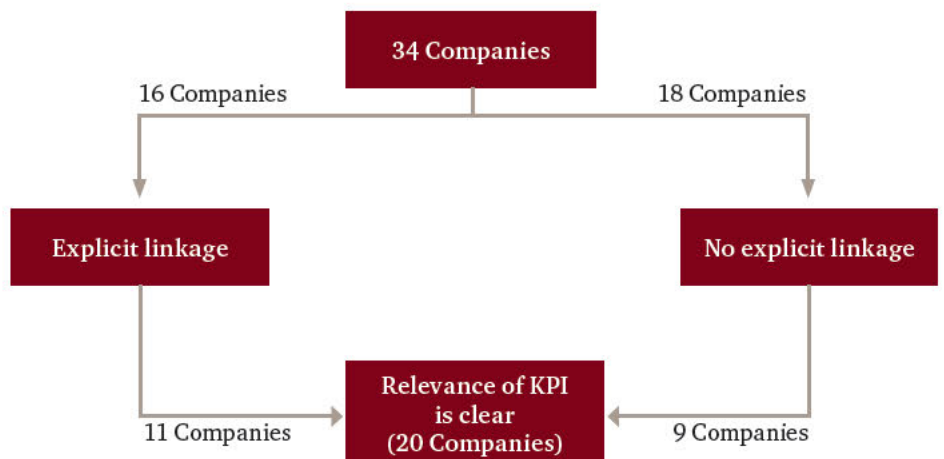 34 Companies
16 Companies
18 Companies
Explicit linkage
No explicit linkage
Relevance of KPI
is clear
(20 Companies)
11 Companies
9 Companies